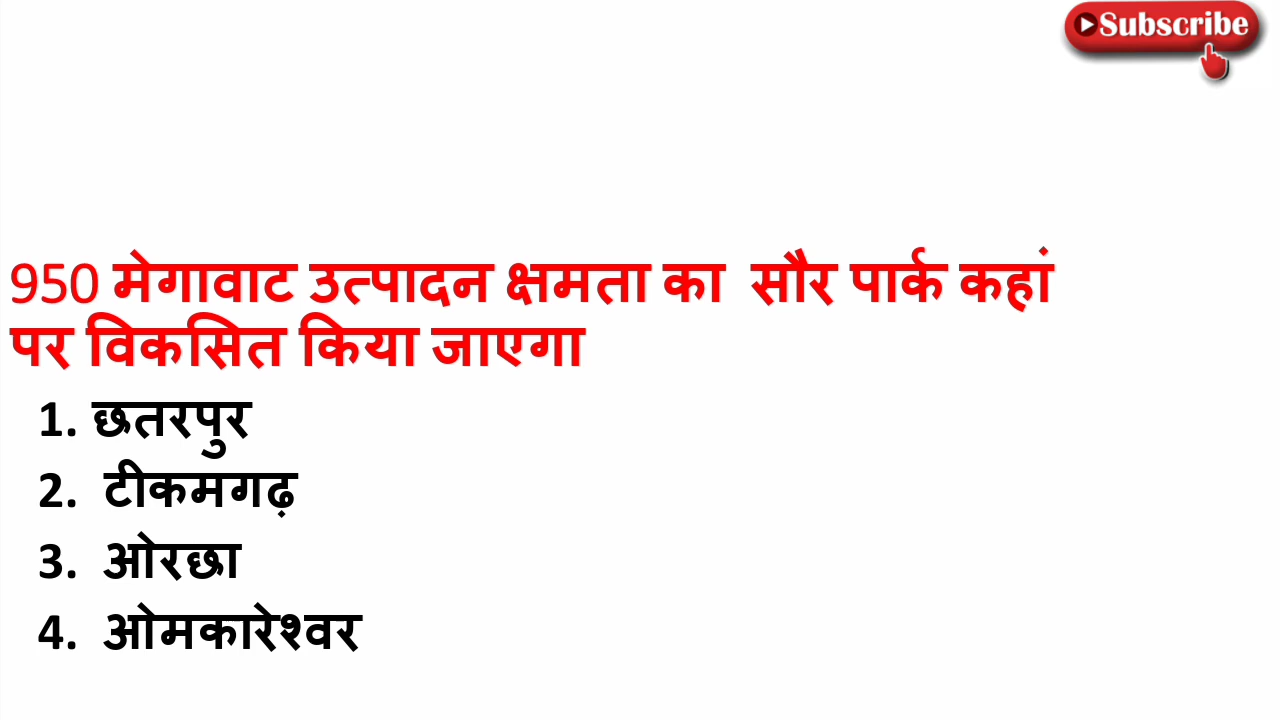 Subscribe
950 मेगावाट उत्पादन क्षमता का सौर पार्क कहां
पर विकसित किया जाएगा
1. छतरपुर
2. टीकमगढ़
3. ओरछा
4. ओमकारेश्वर